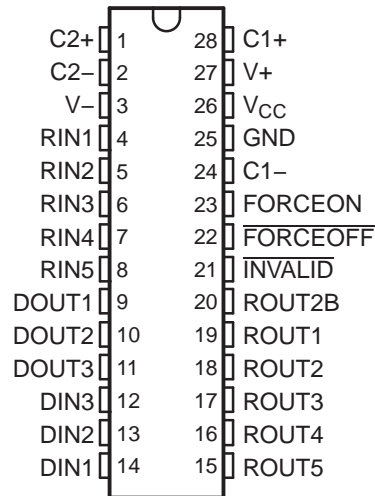 C2+ 1 28 C1+
C2− 2 27 V+
V− 3 26 VCC
RIN1 4 25 GND
RIN2 5 24 C1−
RIN3 6 23 FORCEON
RIN4 7 22 FORCEOFF
RIN5 8 21 INVALID
DOUT1 9 20 ROUT2B
DOUT2 10 19 ROUT1
DOUT3 11 18 ROUT2
DIN3 12 17 ROUT3
DIN2 13 16 ROUT4
DIN1 14 15 ROUT5